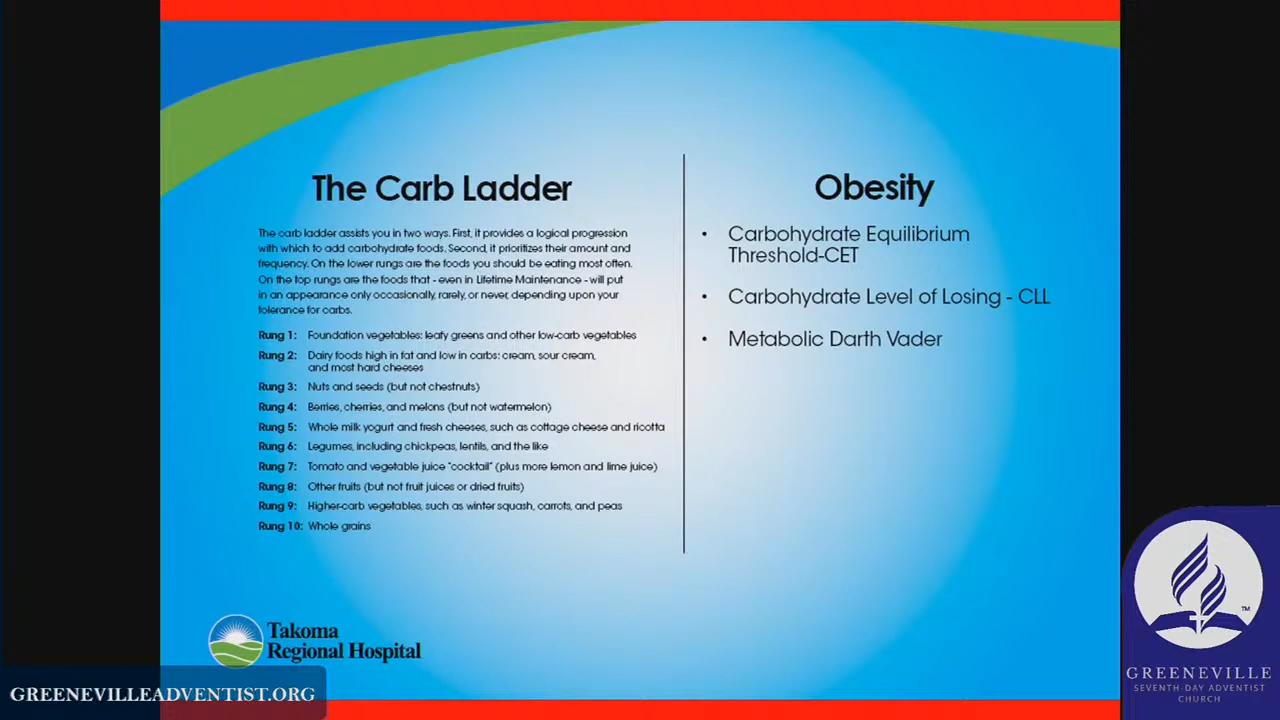 The Carb Ladder
The carb ladder assists you in two ways. First, it provides a logical progression
with which to add carbohydrate foods. Second, it prioritizes their amount and
frequency. On the lower rungs are the foods you should be eating most often.
On the top rungs are the foods that - even in Lifetime Maintenance - will put
in an appearance only occasionally, rarely, or never, depending upon your
tolerance for carbs.
Rung 1: Foundation vegetables: leafy greens and other low-carb vegetables
Rung 2: Dairy foods high in fat and low in carbs: cream, sour cream,
and most hard cheeses
Rung 3: Nuts and seeds (but not chestnuts)
Rung 4: Berries, cherries, and melons (but not watermelon)
Rung 5: Whole milk yogurt and fresh cheeses, such as cottage cheese and ricotta
Rung 6: Legumes, including chickpeas, lentils, and the like
Rung 7: Tomato and vegetable juice "cocktail" (plus more lemon and lime juice)
Rung 8: Other fruits (but not fruit juices or dried fruits)
Rung 9: Higher-carb vegetables, such as winter squash, carrots, and peas
Rung 10: Whole grains
Obesity
• Carbohydrate Equilibrium
Threshold-CET
• Carbohydrate Level of Losing - CLL
• Metabolic Darth Vader
Takoma
Regional Hospital
GREENEVILLEADVENTIST.ORG
TM
GREENEVILLE
SEVENTH-DAY ADVENTIST
CHURCH